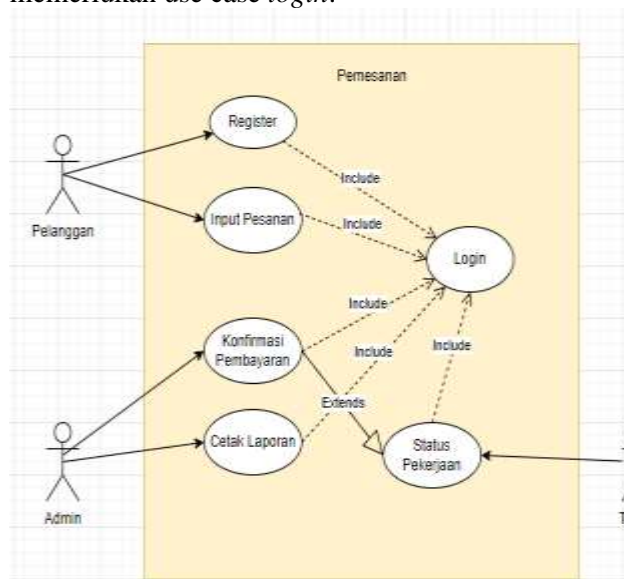 memerlukan use case login.
Pemesanan
Register
Include
Input Pesanan
Include
Pelanggan
Login
Include
Konfirmasi
Pembayaran
Include
Include
Extends
Cetak Laporan
Status
Pekerjaan
Admin
T